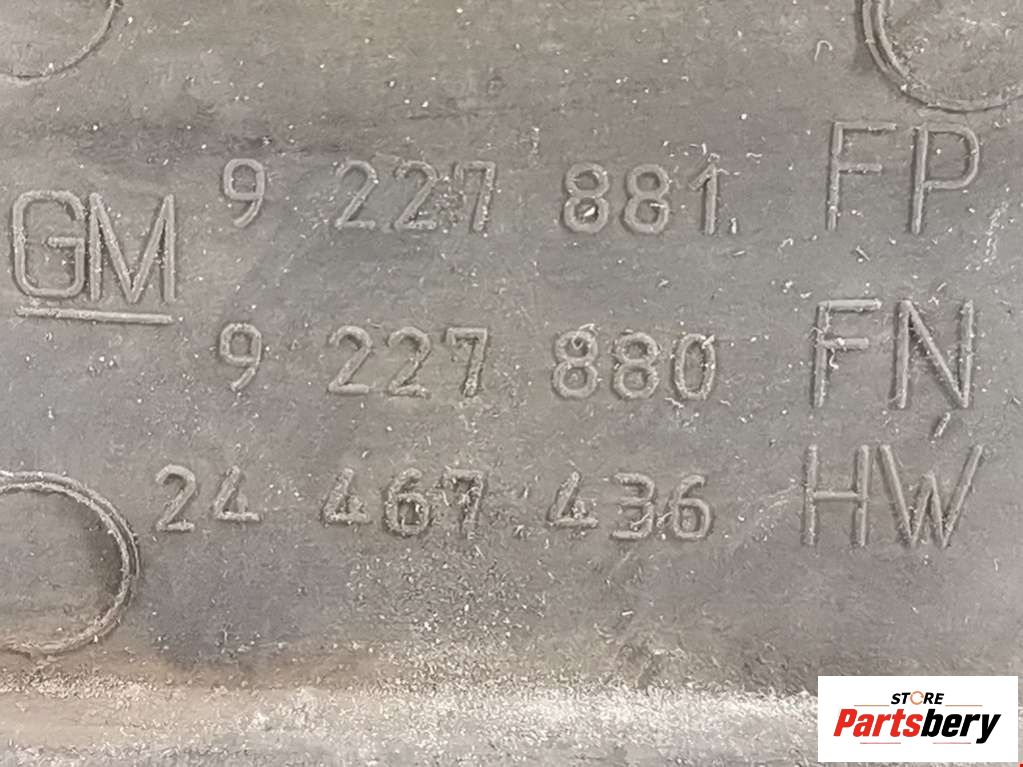 GM
9 227 881 FP
9 227 880 FN
24 467 436 HW
STORE
Partsbery